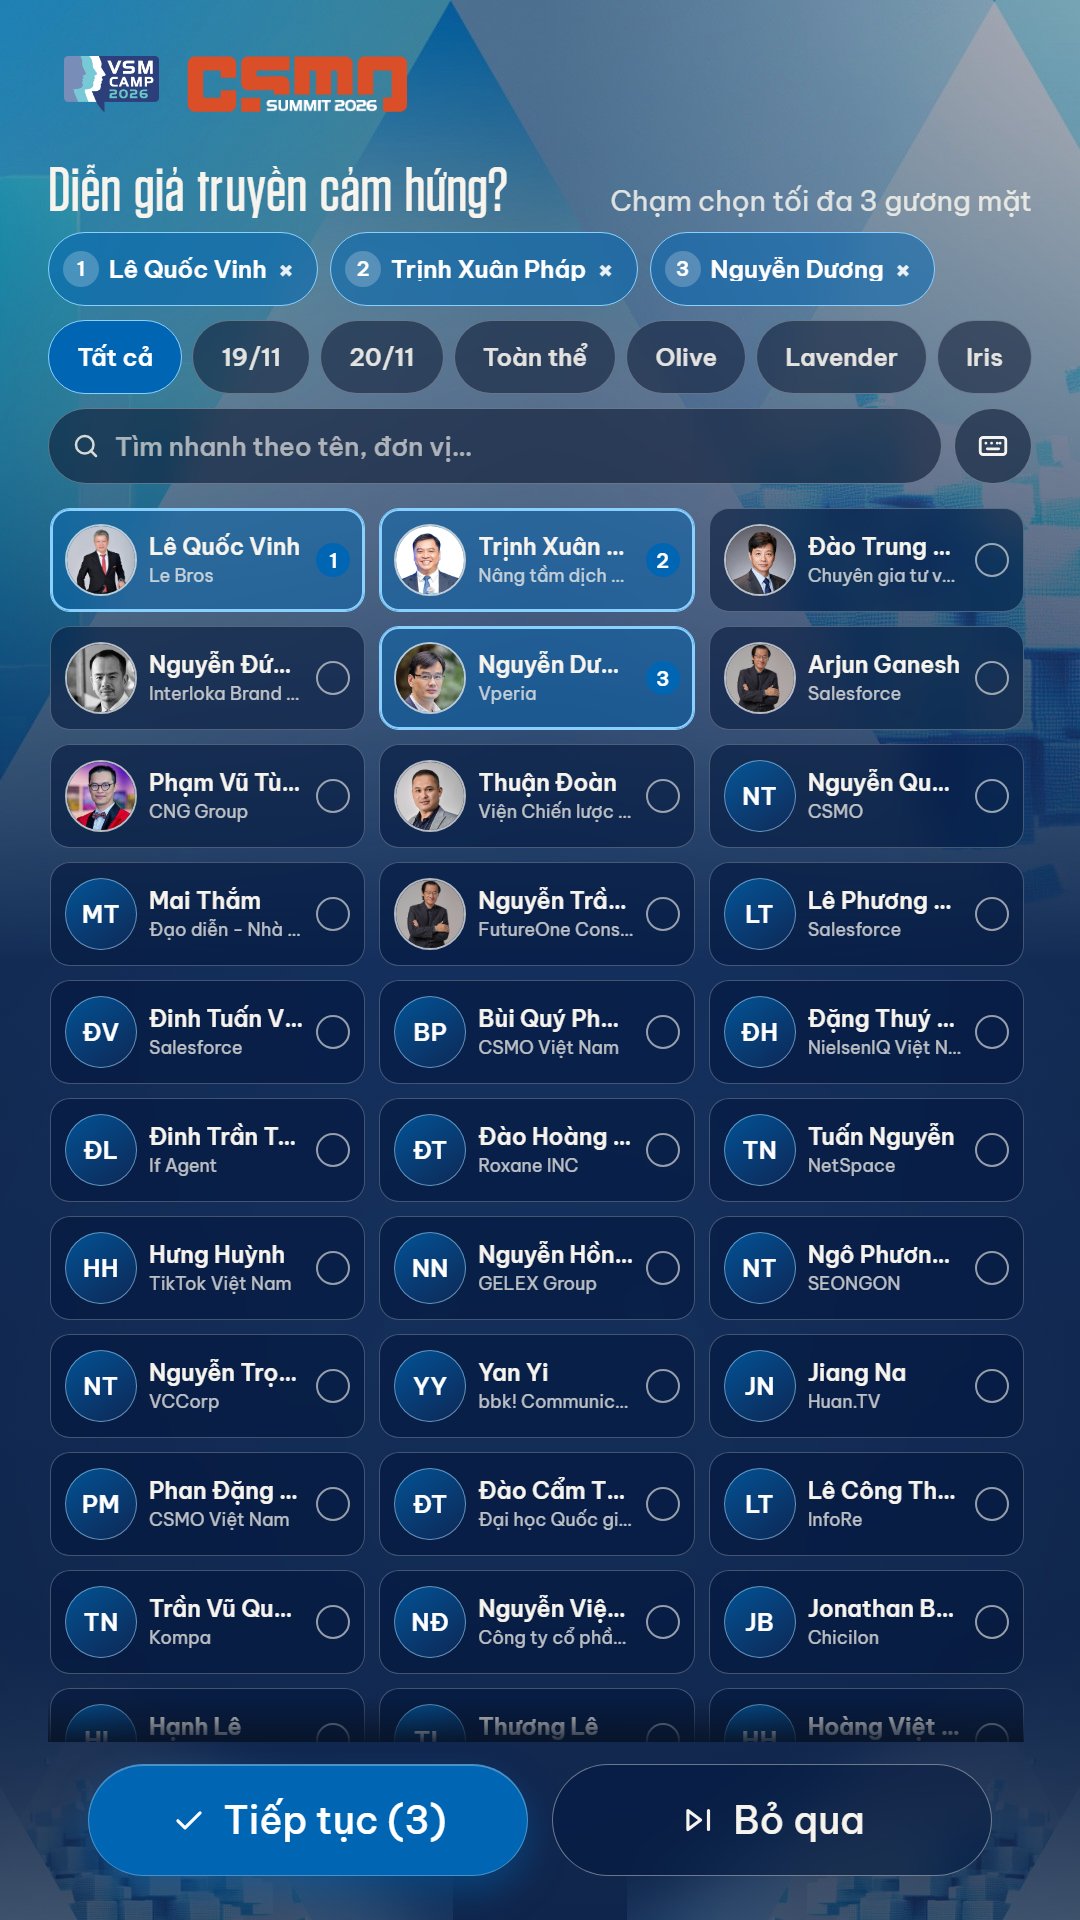 VSM
CAMP
2026
CSMO
SUMMIT 2026
Diễn giả truyền cảm hứng?
Chạm chọn tối đa 3 gương mặt
1 Lê Quốc Vinh ×
2 Trịnh Xuân Pháp ×
3 Nguyễn Dương ×
Tất cả
19/11
20/11
Toàn thể
Olive
Lavender
Iris
Tìm nhanh theo tên, đơn vị...
Lê Quốc Vinh
Le Bros
1
Trịnh Xuân ...
Nâng tầm dịch ...
2
Đào Trung ...
Chuyên gia tư v...
Nguyễn Đứ...
Interloka Brand ...
Nguyễn Dư...
Vperia
3
Arjun Ganesh
Salesforce
Phạm Vũ Tù...
CNG Group
Thuận Đoàn
Viện Chiến lược ...
NT
Nguyễn Qu...
CSMO
MT
Mai Thắm
Đạo diễn - Nhà ...
Nguyễn Trầ...
FutureOne Cons...
LT
Lê Phương ...
Salesforce
ĐV
Đinh Tuấn V...
Salesforce
BP
Bùi Quý Ph...
CSMO Việt Nam
ĐH
Đặng Thuý ...
NielsenIQ Việt N...
ĐL
Đinh Trần T...
If Agent
ĐT
Đào Hoàng ...
Roxane INC
TN
Tuấn Nguyễn
NetSpace
HH
Hưng Huỳnh
TikTok Việt Nam
NN
Nguyễn Hồn...
GELEX Group
NT
Ngô Phươn...
SEONGON
NT
Nguyễn Trọ...
VCCorp
YY
Yan Yi
bbk! Communic...
JN
Jiang Na
Huan.TV
PM
Phan Đặng ...
CSMO Việt Nam
ĐT
Đào Cẩm T...
Đại học Quốc gi...
LT
Lê Công Th...
InfoRe
TN
Trần Vũ Qu...
Kompa
NĐ
Nguyễn Việ...
Công ty cổ phầ...
JB
Jonathan B...
Chicilon
HL
Hạnh Lê
TL
Thương Lê
HH
Hoàng Việt ...
Tiếp tục (3)
Bỏ qua